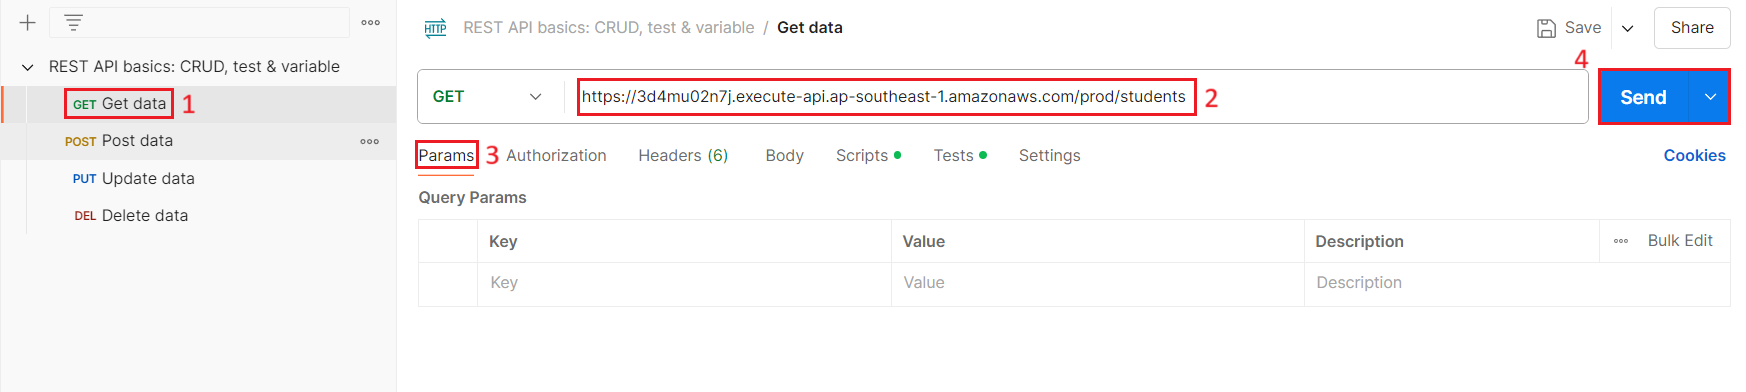 REST API basics: CRUD, test & variable
GET Get data 1
POST Post data
PUT Update data
DEL Delete data
HTTP REST API basics: CRUD, test & variable / Get data
Save
Share
4
GET
https://3d4mu02n7j.execute-api.ap-southeast-1.amazonaws.com/prod/students 2
Send
Params 3 Authorization Headers (6) Body Scripts Tests Settings Cookies
Query Params
Key Value Description Bulk Edit
Key Value Description